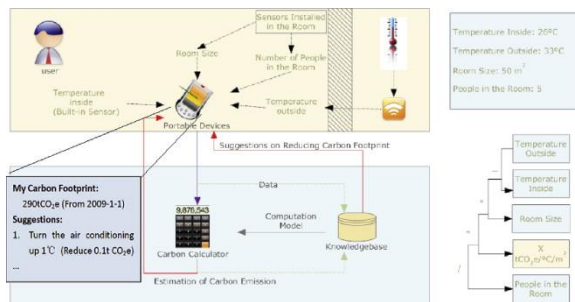 Sensors Installed
in the Room
Room Size
Number of People
in the Room
user
Temperature
inside
(Built-in Sensor)
Temperature
outside
Portable Devices
Suggestions on Reducing Carbon Footprint
My Carbon Footprint:
290tCO₂e (From 2009-1-1)
Suggestions:
1. Turn the air conditioning
up 1℃ (Reduce 0.1t CO₂e)
...
9,876,543
Data
Computation
Model
Carbon Calculator
Knowledgebase
Estimation of Carbon Emission
Temperature Inside: 26°C
Temperature Outside: 33°C
Room Size: 50 m²
People in the Room: 5
Temperature
Outside
Temperature
Inside
Room Size
X
tCO₂e/°C/m²
People in the
Room